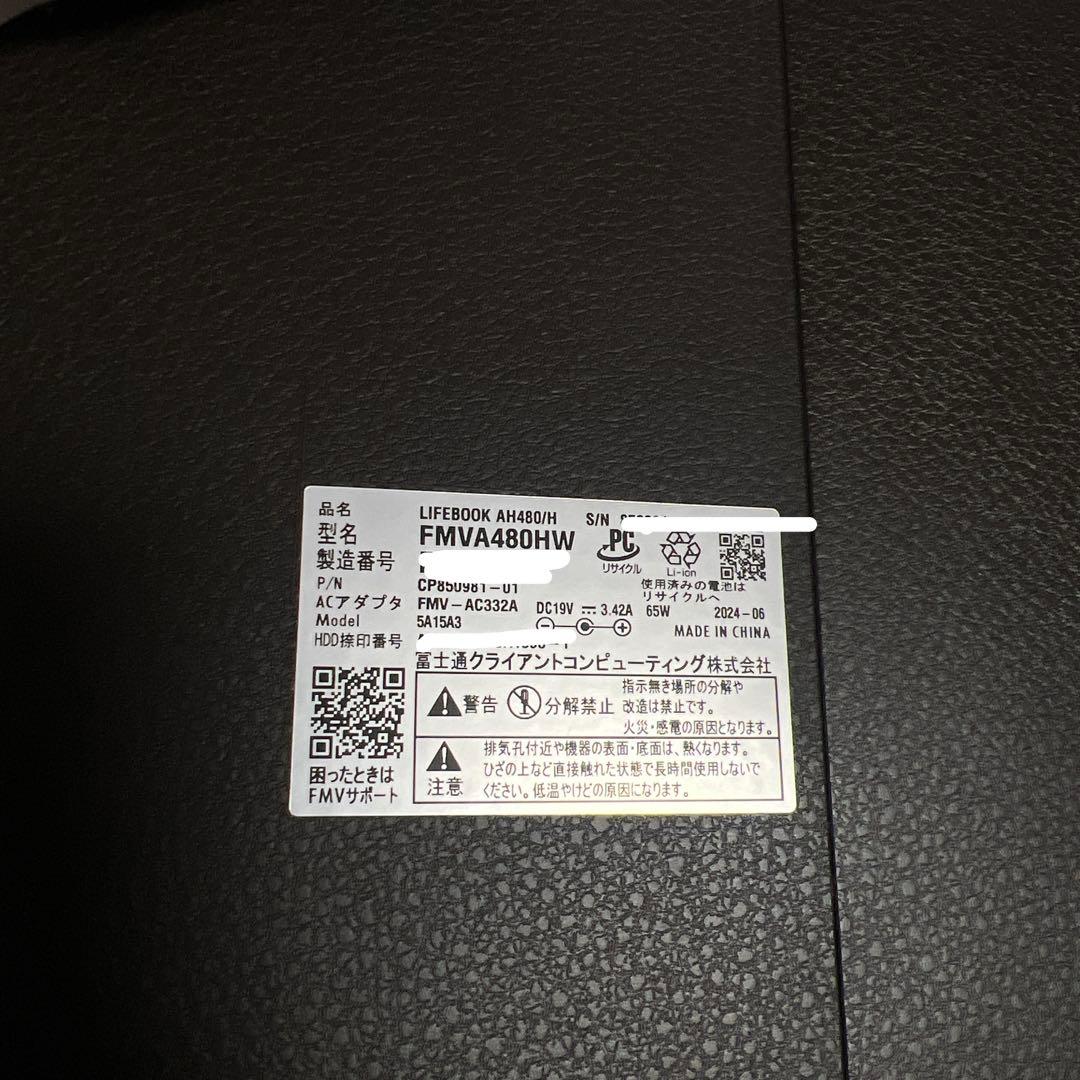 品名 LIFEBOOK AH480/H S/N
型名 FMVA480HW
製造番号
P/N CP850981-01
ACアダプタ FMV-AC332A DC19V 3.42A 65W 2024-06
Model 5A15A3 MADE IN CHINA
HDD捺印番号
PC
リサイクル
Li-ion
使用済みの電池は
リサイクルへ
富士通クライアントコンピューティング株式会社
警告 分解禁止
指示無き場所の分解や
改造は禁止です。
火災・感電の原因となります。
注意
排気孔付近や機器の表面・底面は、熱くなります。
ひざの上など直接触れた状態で長時間使用しないで
ください。低温やけどの原因になります。
困ったときは
FMVサポート